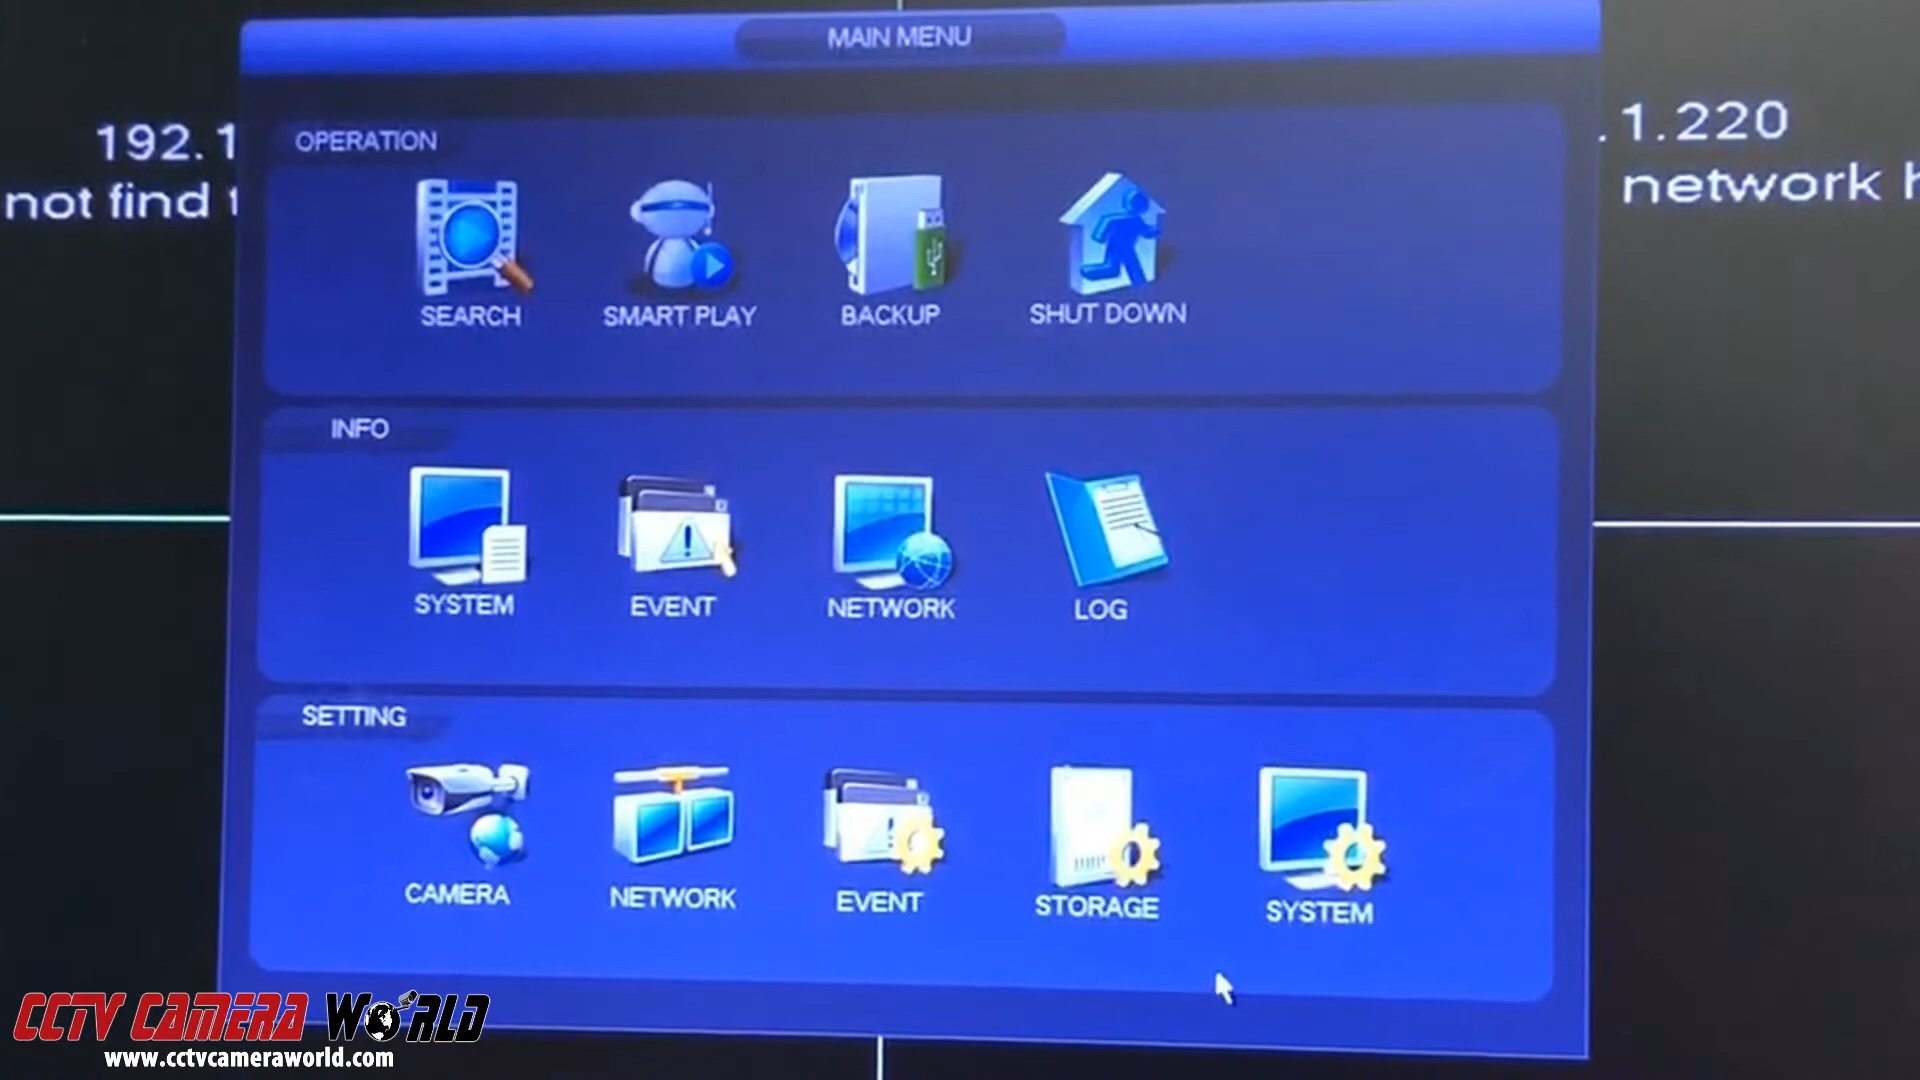 MAIN MENU
192.1
.1.220
not find
network
OPERATION
SEARCH
SMART PLAY
BACKUP
SHUT DOWN
INFO
SYSTEM
EVENT
NETWORK
LOG
SETTING
CAMERA
NETWORK
EVENT
STORAGE
SYSTEM
CCTV CAMERA WORLD
www.cctvcameraworld.com